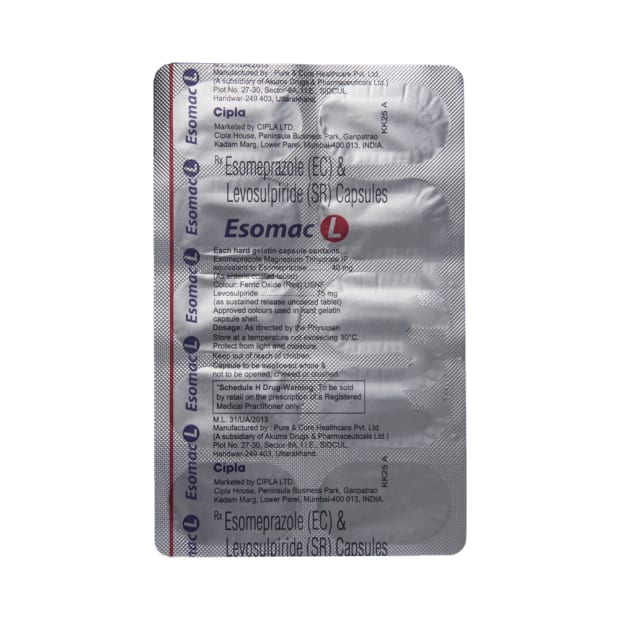 M.L. 31/UA/2013
Manufactured by : Pure & Cure Healthcare Pvt. Ltd.
(A subsidiary of Akums Drugs & Pharmaceuticals Ltd.)
Plot No. 27-30, Sector-8A, I.I.E., SIDCUL,
Haridwar-249 403, Uttarakhand.
Cipla
Marketed by CIPLA LTD.
Cipla House, Peninsula Business Park, Ganpatrao
Kadam Marg, Lower Parel, Mumbai-400 013, INDIA.
KK25 A
Rx Esomeprazole (EC) &
Levosulpiride (SR) Capsules
Esomac L
Each hard gelatin capsule contains
Esomeprazole Magnesium Trihydrate IP
equivalent to Esomeprazole ........... 40 mg
(As enteric coated tablet)
Colour: Ferric Oxide (Red) USNF
Levosulpiride ..................... 75 mg
(as sustained release uncoated tablet)
Approved colours used in hard gelatin
capsule shell.
Dosage: As directed by the Physician
Store at a temperature not exceeding 30°C.
Protect from light and moisture.
Keep out of reach of children.
Capsule to be swallowed whole &
not to be opened, chewed or crushed.
"Schedule H Drug-Warning: To be sold
by retail on the prescription of a Registered
Medical Practitioner only."
M.L. 31/UA/2013
Manufactured by : Pure & Cure Healthcare Pvt. Ltd.
(A subsidiary of Akums Drugs & Pharmaceuticals Ltd.)
Plot No. 27-30, Sector-8A, I.I.E., SIDCUL,
Haridwar-249 403, Uttarakhand.
Cipla
Marketed by CIPLA LTD.
Cipla House, Peninsula Business Park, Ganpatrao
Kadam Marg, Lower Parel, Mumbai-400 013, INDIA.
KK25 A
Rx Esomeprazole (EC) &
Levosulpiride (SR) Capsules
Esomac L
Esomac L
Esomac L
Esomac L
Esomac L
mac L